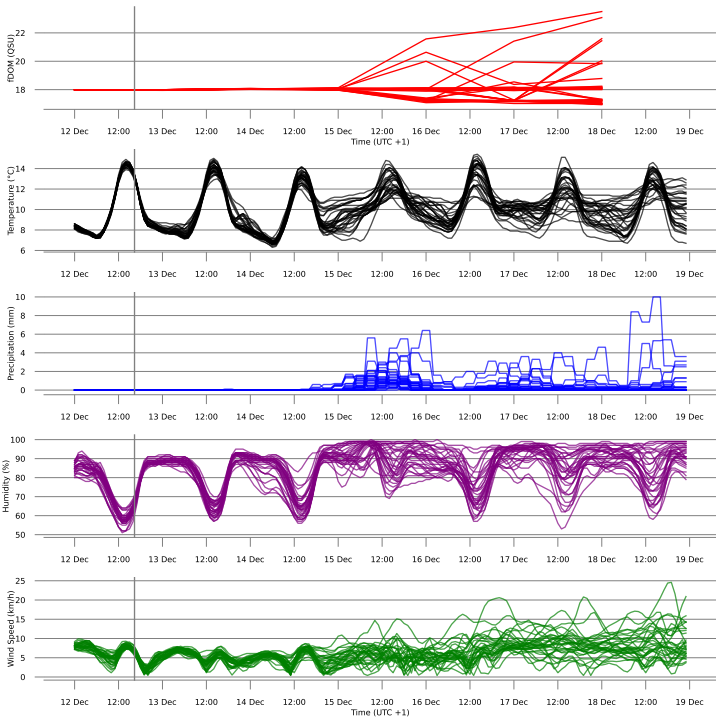 fDOM (QSU)
22
20
18
12 Dec 12:00 13 Dec 12:00 14 Dec 12:00 15 Dec 12:00 16 Dec 12:00 17 Dec 12:00 18 Dec 12:00 19 Dec
Time (UTC +1)
Temperature (°C)
14
12
10
8
6
12 Dec 12:00 13 Dec 12:00 14 Dec 12:00 15 Dec 12:00 16 Dec 12:00 17 Dec 12:00 18 Dec 12:00 19 Dec
Precipitation (mm)
10
8
6
4
2
0
12 Dec 12:00 13 Dec 12:00 14 Dec 12:00 15 Dec 12:00 16 Dec 12:00 17 Dec 12:00 18 Dec 12:00 19 Dec
Humidity (%)
100
90
80
70
60
50
12 Dec 12:00 13 Dec 12:00 14 Dec 12:00 15 Dec 12:00 16 Dec 12:00 17 Dec 12:00 18 Dec 12:00 19 Dec
Wind Speed (km/h)
25
20
15
10
5
0
12 Dec 12:00 13 Dec 12:00 14 Dec 12:00 15 Dec 12:00 16 Dec 12:00 17 Dec 12:00 18 Dec 12:00 19 Dec
Time (UTC +1)